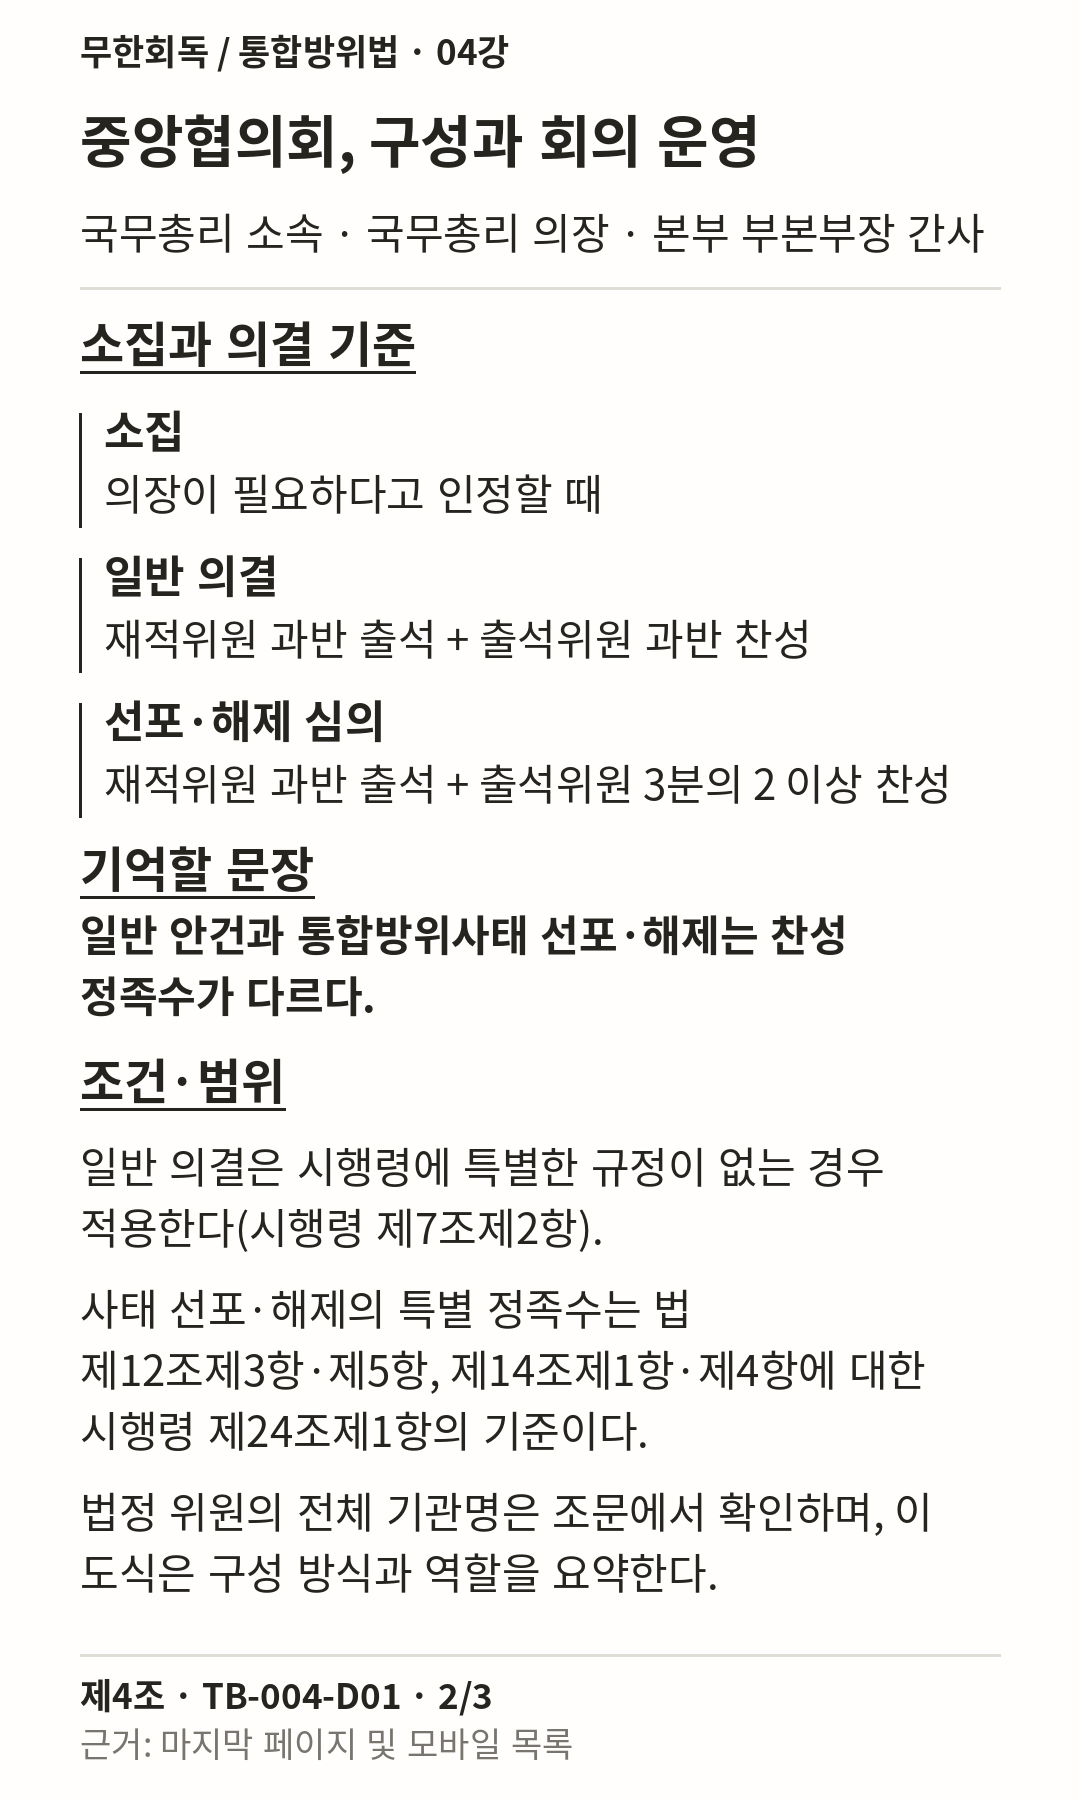 무한회독 / 통합방위법 · 04강
중앙협의회, 구성과 회의 운영
국무총리 소속 · 국무총리 의장 · 본부 부본부장 간사
소집과 의결 기준
소집
의장이 필요하다고 인정할 때
일반 의결
재적위원 과반 출석 + 출석위원 과반 찬성
선포·해제 심의
재적위원 과반 출석 + 출석위원 3분의 2 이상 찬성
기억할 문장
일반 안건과 통합방위사태 선포·해제는 찬성
정족수가 다르다.
조건·범위
일반 의결은 시행령에 특별한 규정이 없는 경우
적용한다(시행령 제7조제2항).
사태 선포·해제의 특별 정족수는 법
제12조제3항·제5항, 제14조제1항·제4항에 대한
시행령 제24조제1항의 기준이다.
법정 위원의 전체 기관명은 조문에서 확인하며, 이
도식은 구성 방식과 역할을 요약한다.
제4조 · TB-004-D01 · 2/3
근거: 마지막 페이지 및 모바일 목록